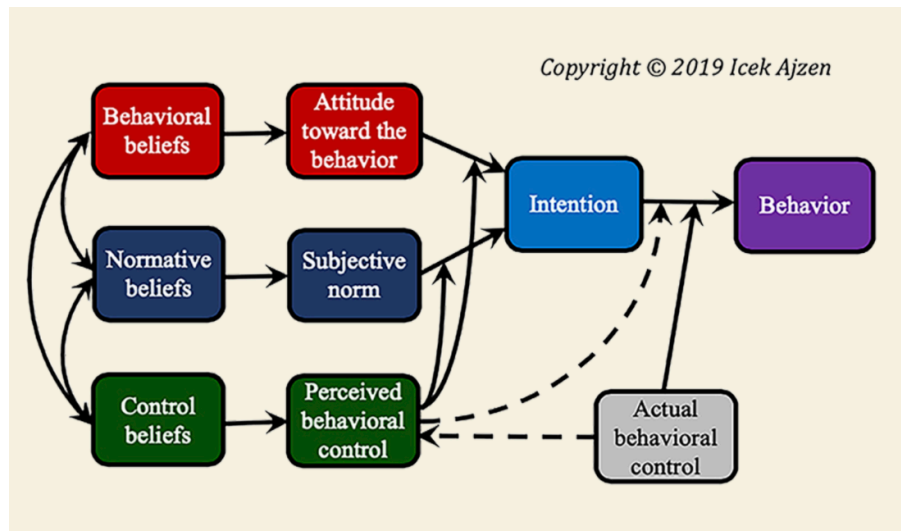 Copyright © 2019 Icek Ajzen
Behavioral
beliefs
Attitude
toward the
behavior
Intention
Behavior
Normative
beliefs
Subjective
norm
Control
beliefs
Perceived
behavioral
control
Actual
behavioral
control